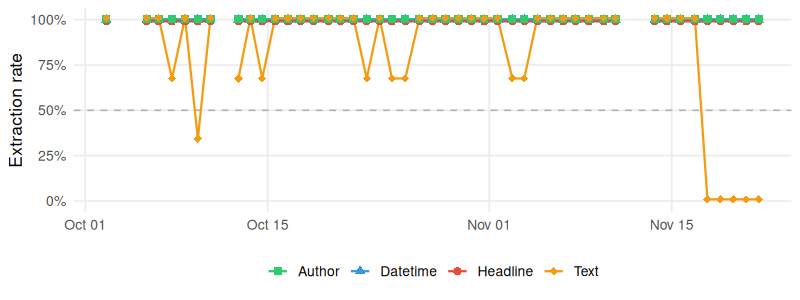 100%
75%
50%
25%
0%
Extraction rate
Oct 01 Oct 15 Nov 01 Nov 15
Author Datetime Headline Text